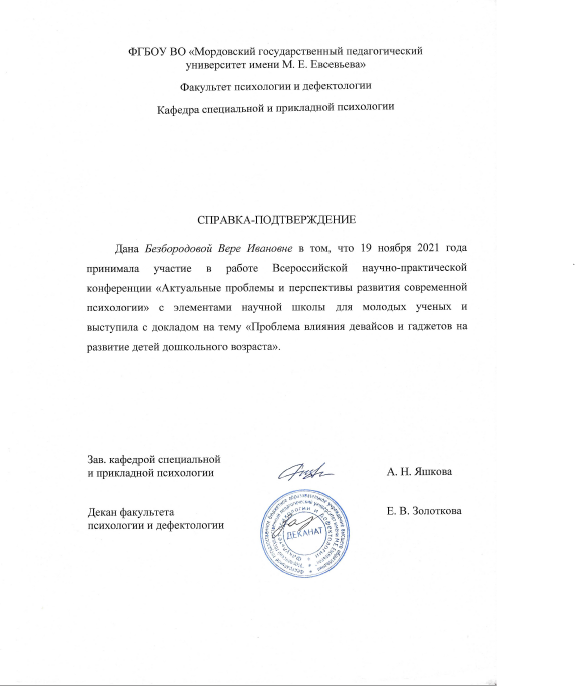 ФГБОУ ВО «Мордовский государственный педагогический
университет имени М. Е. Евсевьева»
Факультет психологии и дефектологии
Кафедра специальной и прикладной психологии
СПРАВКА-ПОДТВЕРЖДЕНИЕ
Дана Безбородовой Вере Ивановне в том, что 19 ноября 2021 года
принимала участие в работе Всероссийской научно-практической
конференции «Актуальные проблемы и перспективы развития современной
психологии» с элементами научной школы для молодых ученых и
выступила с докладом на тему «Проблема влияния девайсов и гаджетов на
развитие детей дошкольного возраста».
Зав. кафедрой специальной
и прикладной психологии
А. Н. Яшкова
Декан факультета
психологии и дефектологии
Е. В. Золоткова
ДЕКАНАТ